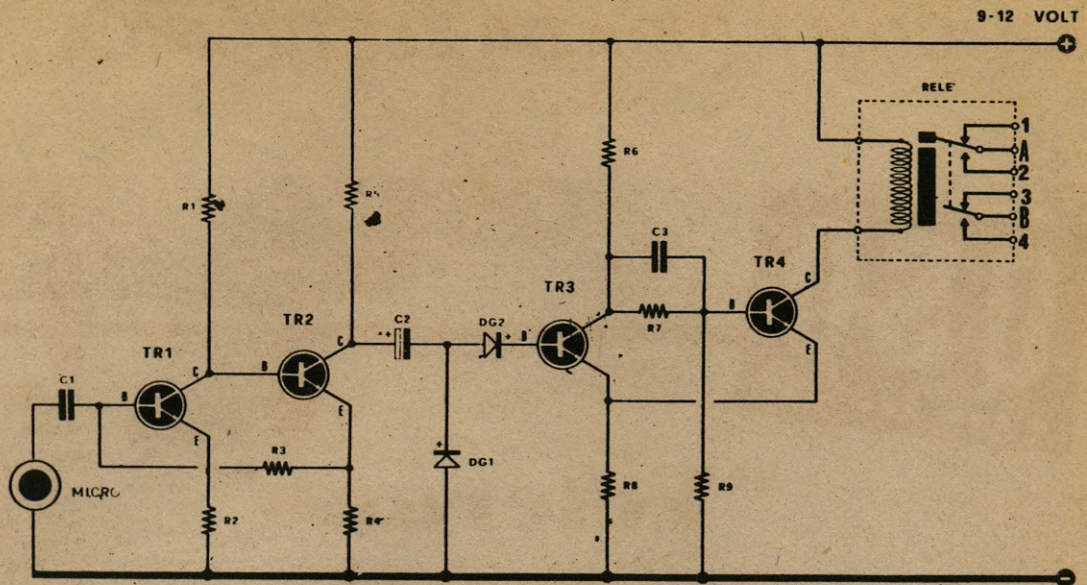 9-12 VOLT
+
RELE'
1
A
2
3
B
4
R1
R5
R6
C3
R7
TR4
B
C
E
TR3
B
C2
+
DG2
+
TR2
B
C
E
TR1
B
C
E
C1
R3
+
DG1
MICRO
R2
R4
R8
R9
-